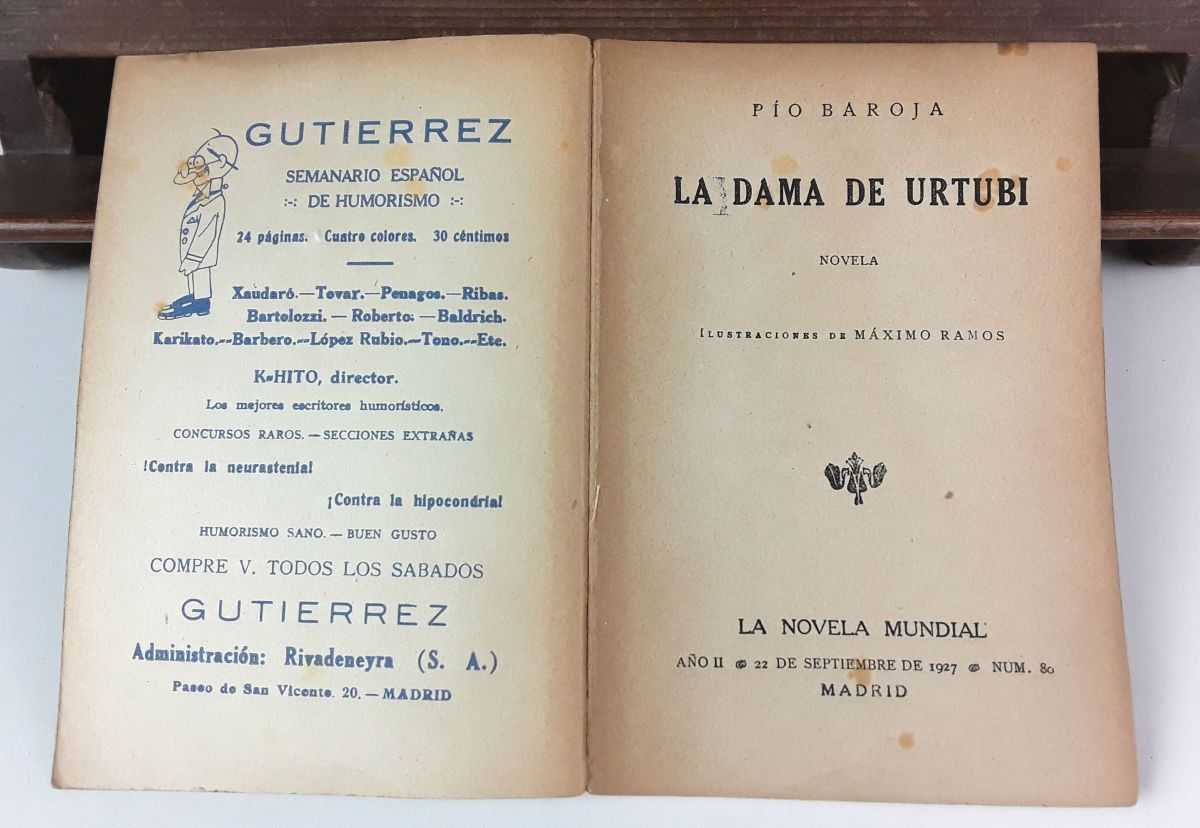 GUTIERREZ
SEMANARIO ESPAÑOL
:-: DE HUMORISMO :-:
24 páginas. Cuatro colores. 30 céntimos
Xaudaró.—Tovar.—Penagos.—Ribas.
Bartolozzi. — Roberto. — Baldrich.
Karikato.--Barbero.--López Rubio.—Tono.--Etc.
K-HITO, director.
Los mejores escritores humorísticos.
CONCURSOS RAROS. — SECCIONES EXTRAÑAS
!Contra la neurastenia!
¡Contra la hipocondria!
HUMORISMO SANO. — BUEN GUSTO
COMPRE V. TODOS LOS SABADOS
GUTIERREZ
Administración: Rivadeneyra (S. A.)
Paseo de San Vicente, 20. — MADRID
PÍO BAROJA
LA DAMA DE URTUBI
NOVELA
ILUSTRACIONES DE MÁXIMO RAMOS
LA NOVELA MUNDIAL
AÑO II 22 DE SEPTIEMBRE DE 1927 NUM. 80
MADRID